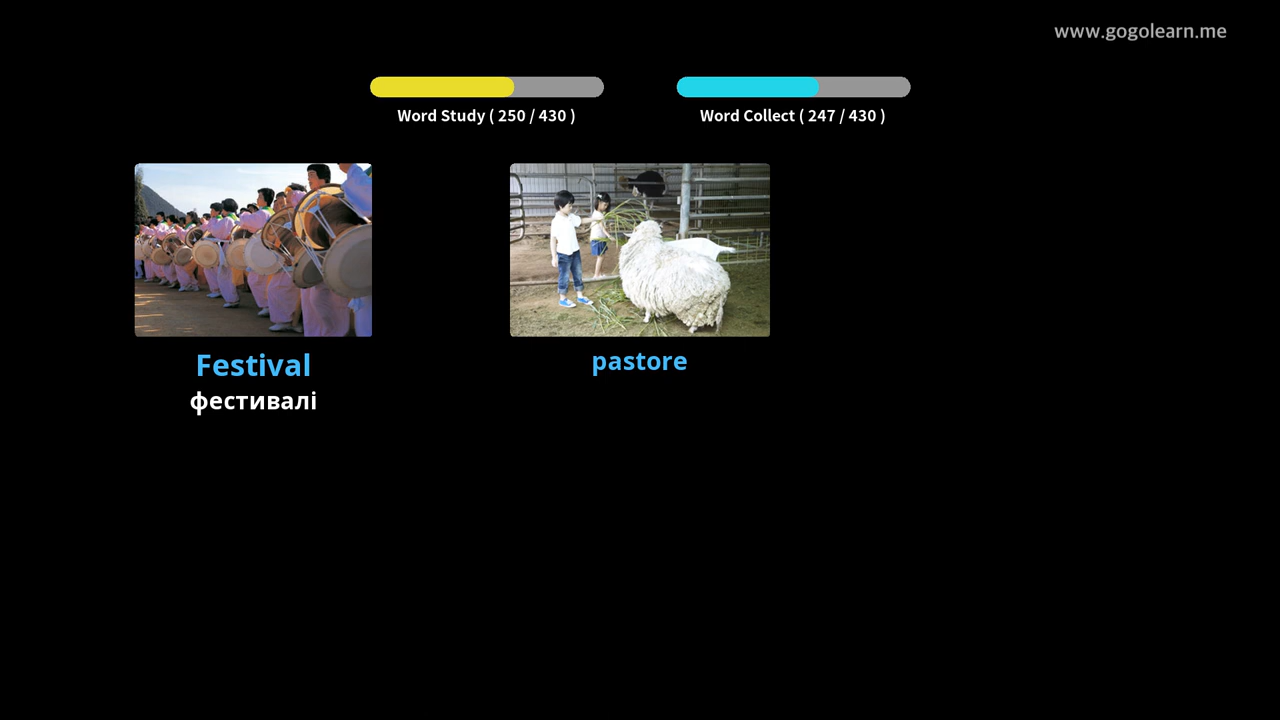 www.gogolearn.me
Word Study ( 250 / 430 )
Word Collect ( 247 / 430 )
Festival
фестивалі
pastore